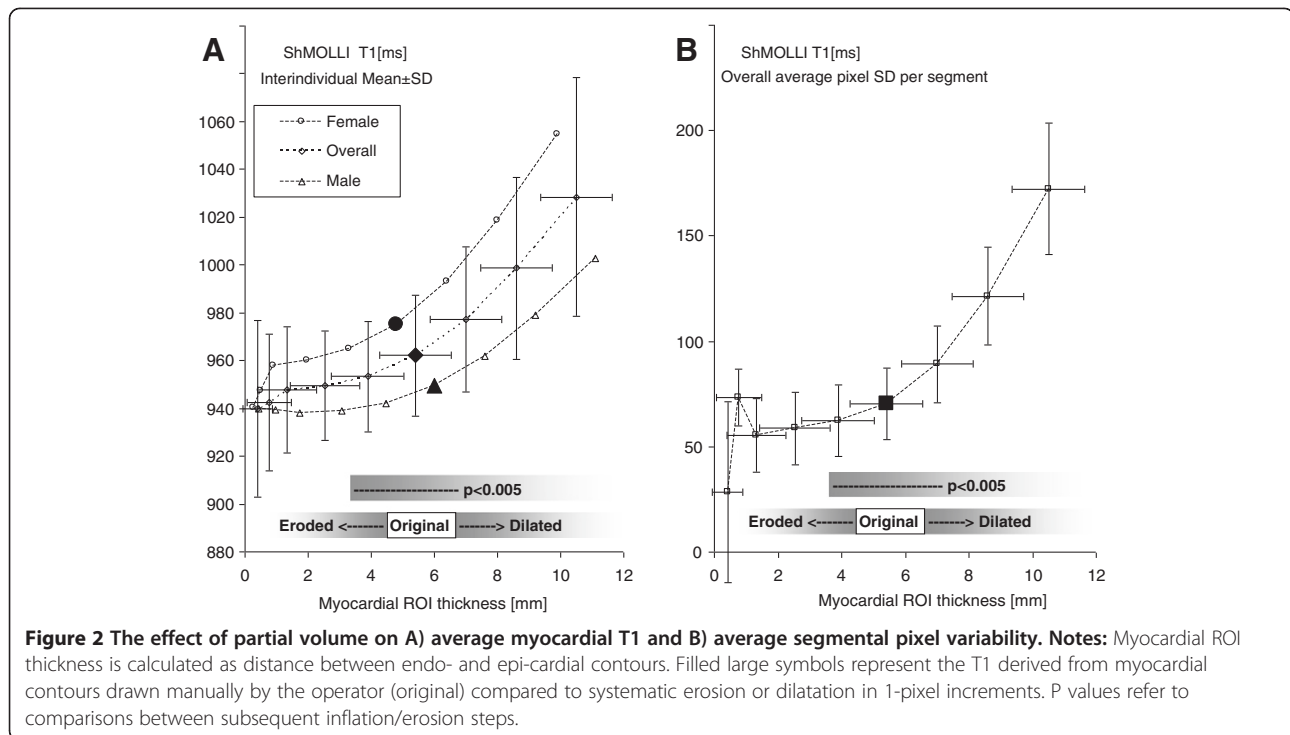 A
ShMOLLI T1[ms]
Interindividual Mean±SD
Female
Overall
Male
1060
1040
1020
1000
980
960
940
920
900
880
0 2 4 6 8 10 12
Myocardial ROI thickness [mm]
-------------------- p<0.005
Eroded <------- Original -------> Dilated
B
ShMOLLI T1[ms]
Overall average pixel SD per segment
200
150
100
50
0
0 2 4 6 8 10 12
Myocardial ROI thickness [mm]
-------------------- p<0.005
Eroded <------- Original -------> Dilated
Figure 2 The effect of partial volume on A) average myocardial T1 and B) average segmental pixel variability. Notes: Myocardial ROI
thickness is calculated as distance between endo- and epi-cardial contours. Filled large symbols represent the T1 derived from myocardial
contours drawn manually by the operator (original) compared to systematic erosion or dilatation in 1-pixel increments. P values refer to
comparisons between subsequent inflation/erosion steps.